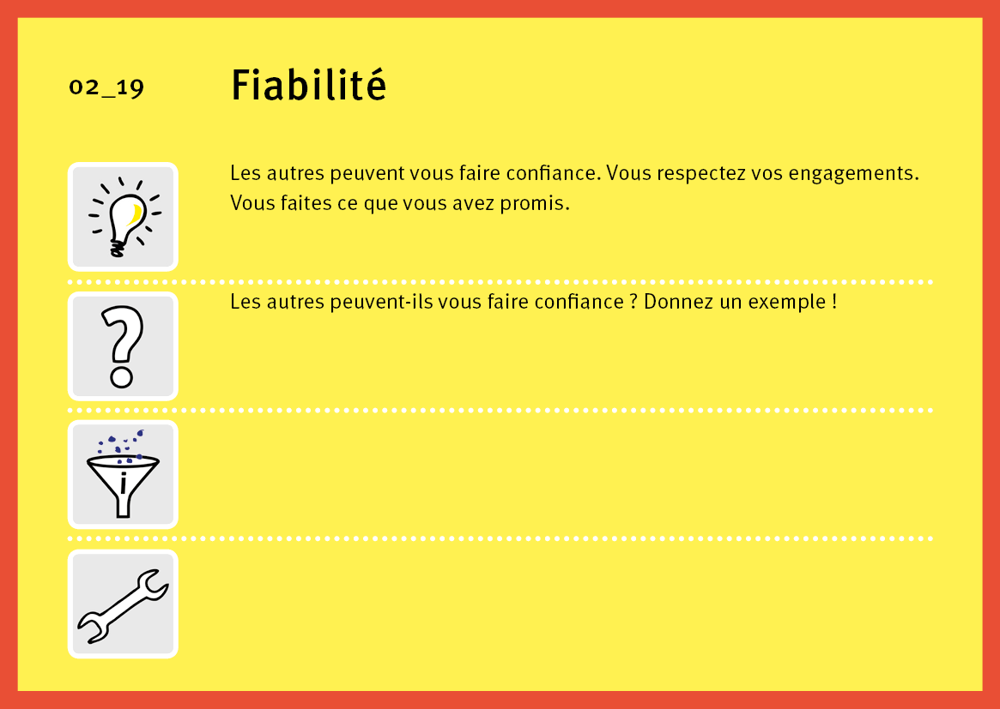 02_19
Fiabilité
Les autres peuvent vous faire confiance. Vous respectez vos engagements.
Vous faites ce que vous avez promis.
Les autres peuvent-ils vous faire confiance ? Donnez un exemple !
i